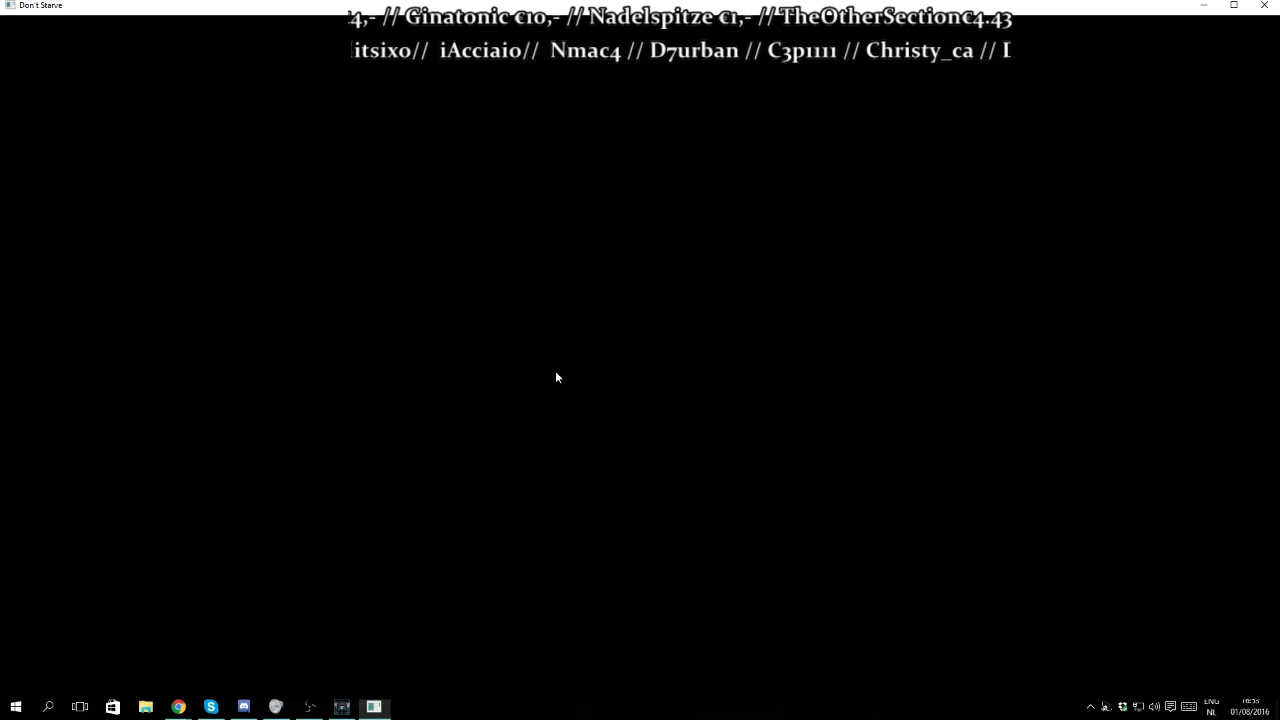 Don't Starve
4,- // Ginatonic €10,- // Nadelspitze €1,- // TheOtherSection€4.43
itsixo// iAcciaio// Nmac4 // D7urban // C3p1111 // Christy_ca //
ENG
NL
01/08/2016